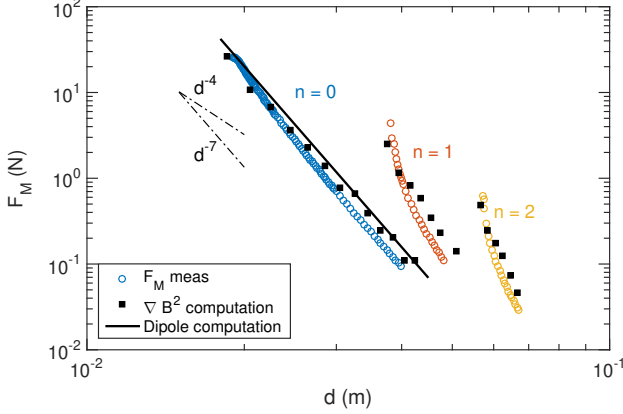 10^2
10^1
10^0
10^-1
10^-2
F_M (N)
d^-4
d^-7
n = 0
n = 1
n = 2
F_M meas
∇ B^2 computation
Dipole computation
10^-2
10^-1
d (m)